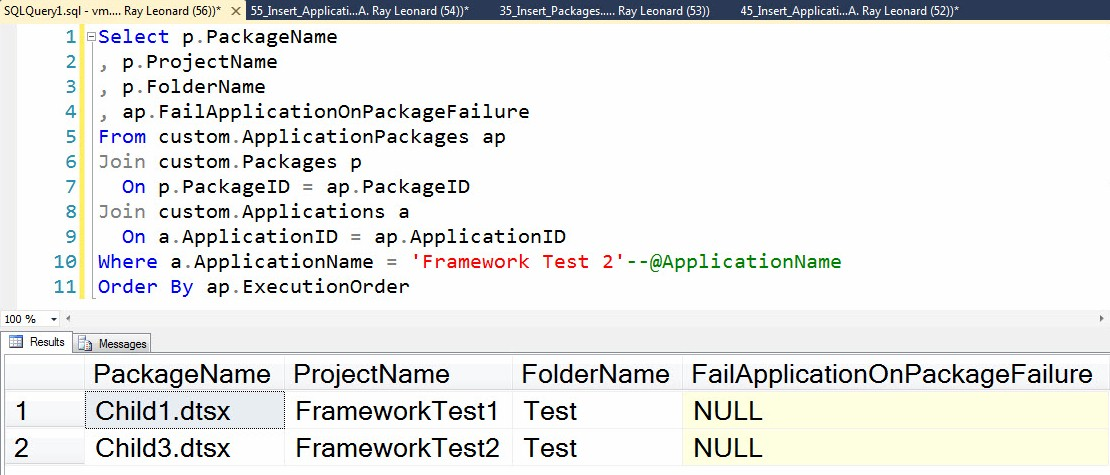 SQLQuery1.sql - vm.... Ray Leonard (56))* 55_Insert_Applicati...A. Ray Leonard (54))* 35_Insert_Packages..... Ray Leonard (53)) 45_Insert_Applicati...A. Ray Leonard (52))*
1 Select p.PackageName
2 , p.ProjectName
3 , p.FolderName
4 , ap.FailApplicationOnPackageFailure
5 From custom.ApplicationPackages ap
6 Join custom.Packages p
7 On p.PackageID = ap.PackageID
8 Join custom.Applications a
9 On a.ApplicationID = ap.ApplicationID
10 Where a.ApplicationName = 'Framework Test 2'--@ApplicationName
11 Order By ap.ExecutionOrder
100 %
Results Messages
PackageName ProjectName FolderName FailApplicationOnPackageFailure
1 Child1.dtsx FrameworkTest1 Test NULL
2 Child3.dtsx FrameworkTest2 Test NULL